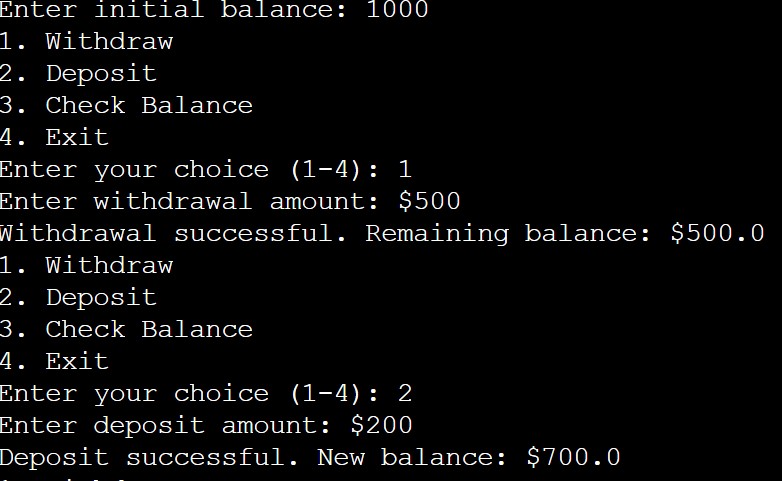 Enter initial balance: 1000
1. Withdraw
2. Deposit
3. Check Balance
4. Exit
Enter your choice (1-4): 1
Enter withdrawal amount: $500
Withdrawal successful. Remaining balance: $500.0
1. Withdraw
2. Deposit
3. Check Balance
4. Exit
Enter your choice (1-4): 2
Enter deposit amount: $200
Deposit successful. New balance: $700.0